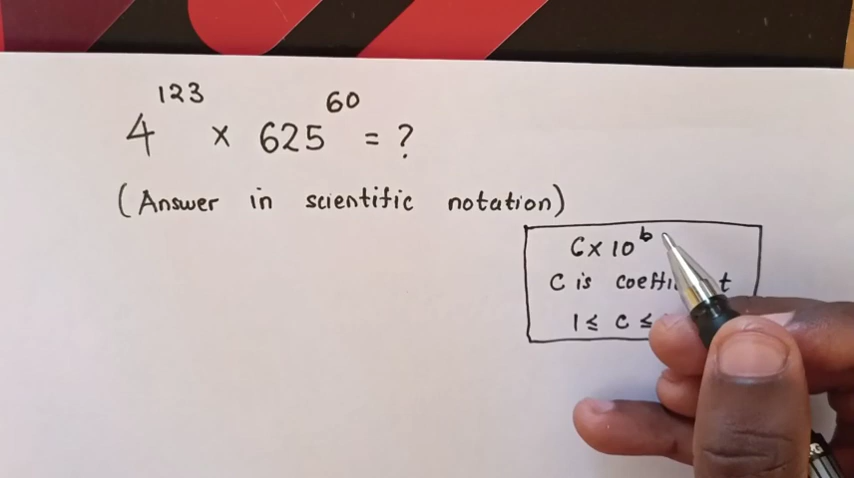 4^123 × 625^60 = ?
(Answer in scientific notation)
C × 10^b
C is
1 ≤ C ≤